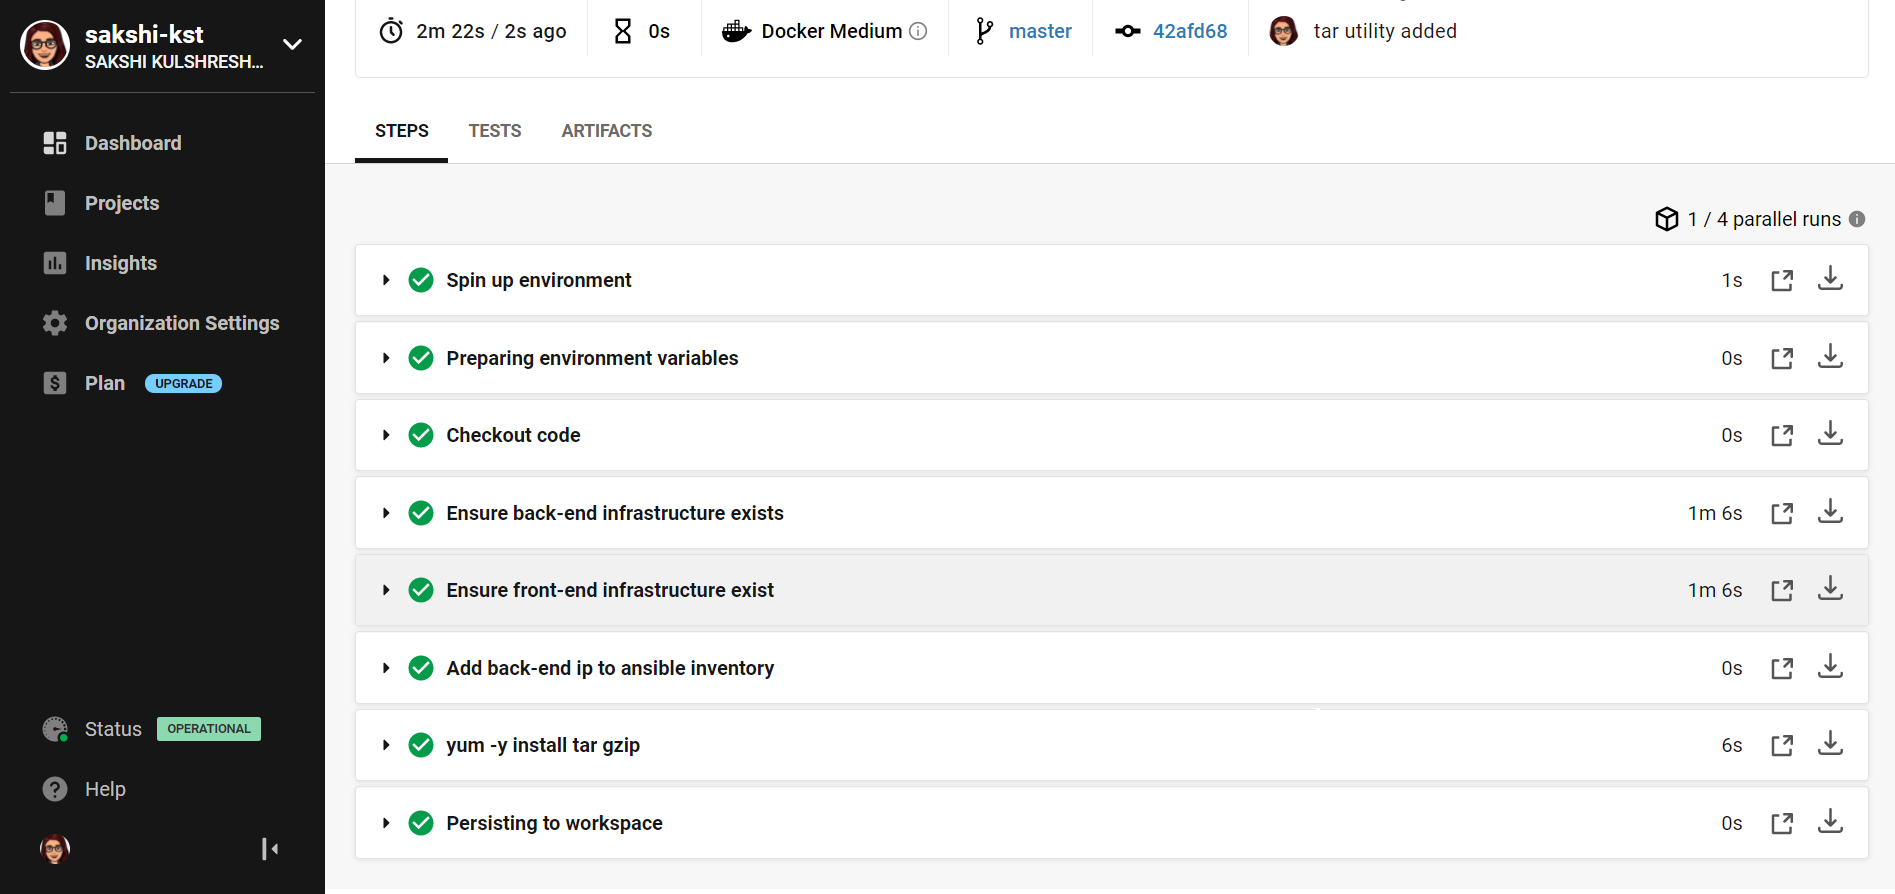 sakshi-kst
SAKSHI KULSHRESH...
Dashboard
Projects
Insights
Organization Settings
Plan UPGRADE
Status OPERATIONAL
Help
2m 22s / 2s ago 0s Docker Medium master 42afd68 tar utility added
STEPS TESTS ARTIFACTS
1 / 4 parallel runs
Spin up environment 1s
Preparing environment variables 0s
Checkout code 0s
Ensure back-end infrastructure exists 1m 6s
Ensure front-end infrastructure exist 1m 6s
Add back-end ip to ansible inventory 0s
yum -y install tar gzip 6s
Persisting to workspace 0s